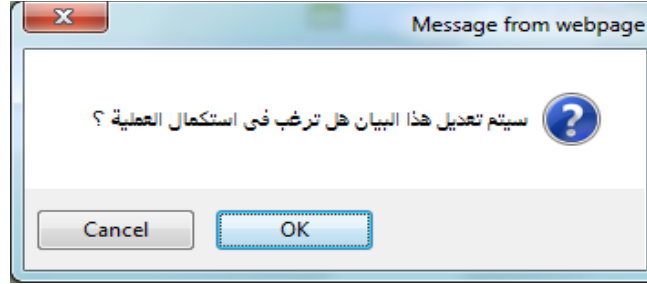 Message from webpage
سيتم تعديل هذا البيان هل ترغب فى استكمال العملية ؟
OK
Cancel